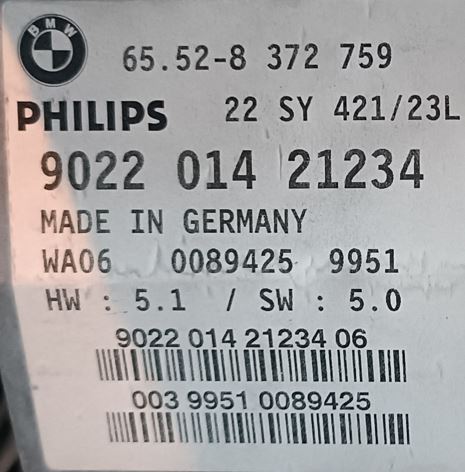 BMW
65.52-8 372 759
PHILIPS 22 SY 421/23L
9022 014 21234
MADE IN GERMANY
WA06 0089425 9951
HW : 5.1 / SW : 5.0
9022 014 21234 06
003 9951 0089425